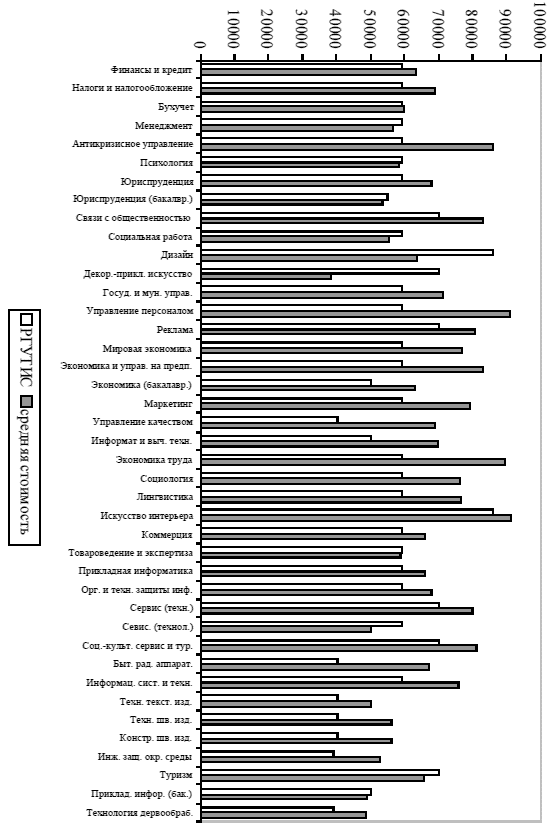 0 10000 20000 30000 40000 50000 60000 70000 80000 90000 100000
Финансы и кредит
Налоги и налогообложение
Бухучет
Менеджмент
Антикризисное управление
Психология
Юриспруденция
Юриспруденция (бакалвр.)
Связи с общественностью
Социальная работа
Дизайн
Декор.-прикл. искусство
Госуд. и мун. управ.
Управление персоналом
Реклама
Мировая экономика
Экономика и управ. на предп.
Экономика (бакалавр.)
Маркетинг
Управление качеством
Информат и выч. техн.
Экономика труда
Социология
Лингвистика
Искусство интерьера
Коммерция
Товароведение и экспертиза
Прикладная информатика
Орг. и техн. защиты инф.
Сервис (техн.)
Севис. (технол.)
Соц.-культ. сервис и тур.
Быт. рад. аппарат.
Информац. сист. и техн.
Техн. текст. изд.
Техн. шв. изд.
Констр. шв. изд.
Инж. защ. окр. среды
Туризм
Приклад. инфор. (бак.)
Технология дервообраб.
РГУТИС средняя стоимость